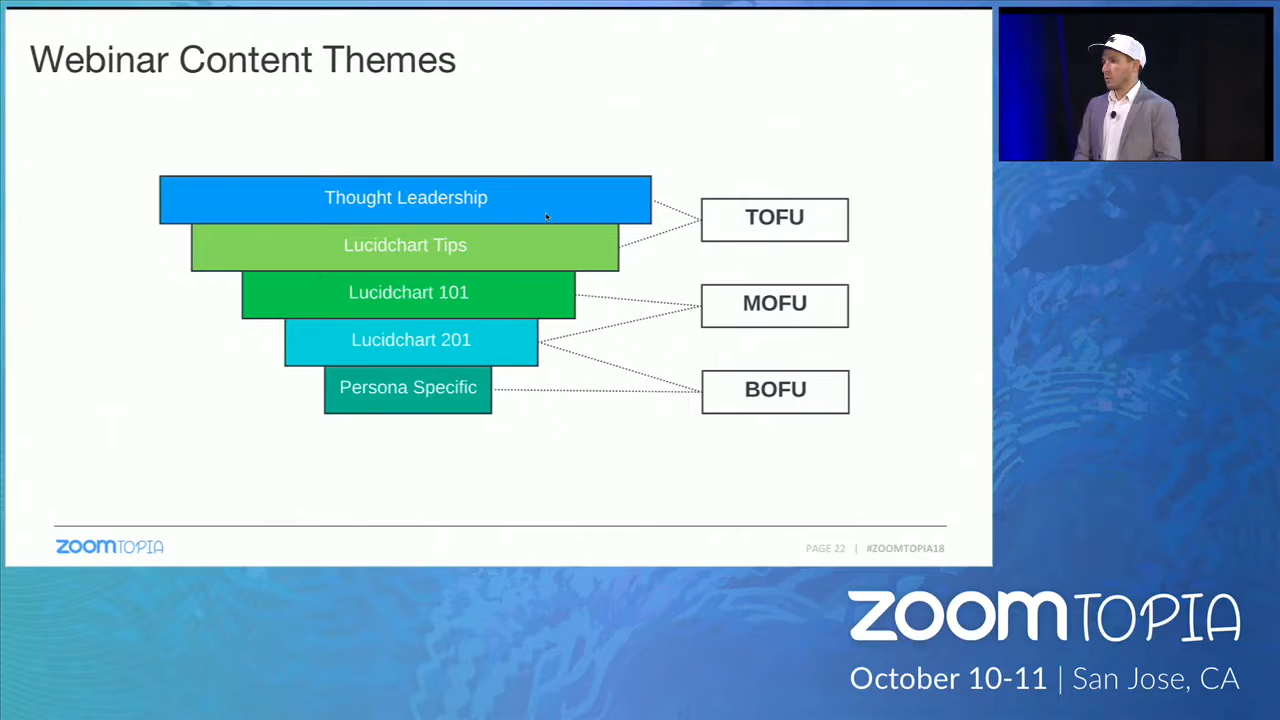 Webinar Content Themes
Thought Leadership
Lucidchart Tips
Lucidchart 101
Lucidchart 201
Persona Specific
TOFU
MOFU
BOFU
ZOOMTOPIA
PAGE 22 | #ZOOMTOPIA18
ZOOMTOPIA
October 10-11 | San Jose, CA